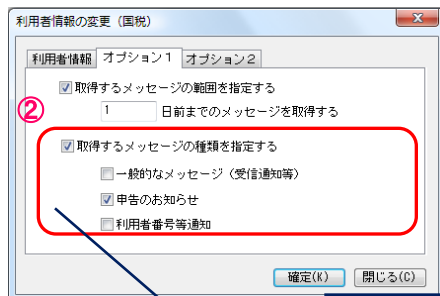 利用者情報の変更（国税）
利用者情報 オプション１ オプション２
取得するメッセージの範囲を指定する
② 1 日前までのメッセージを取得する
取得するメッセージの種類を指定する
一般的なメッセージ（受信通知等）
申告のお知らせ
利用者番号等通知
確定(K) 閉じる(C)